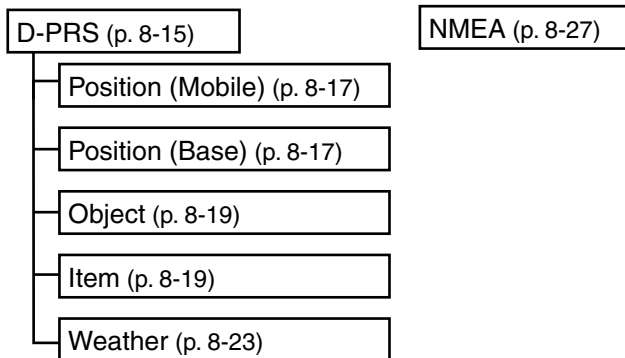 D-PRS (p. 8-15)
NMEA (p. 8-27)
Position (Mobile) (p. 8-17)
Position (Base) (p. 8-17)
Object (p. 8-19)
Item (p. 8-19)
Weather (p. 8-23)